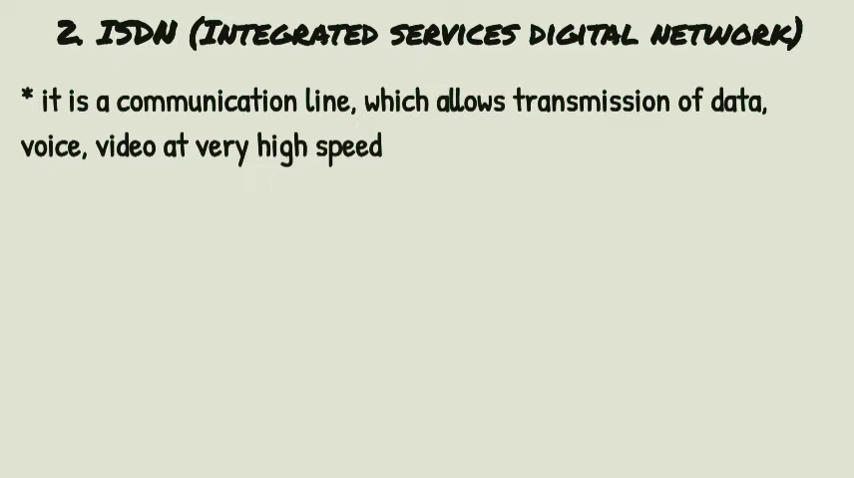 2. ISDN (Integrated services digital network)
* it is a communication line, which allows transmission of data,
voice, video at very high speed